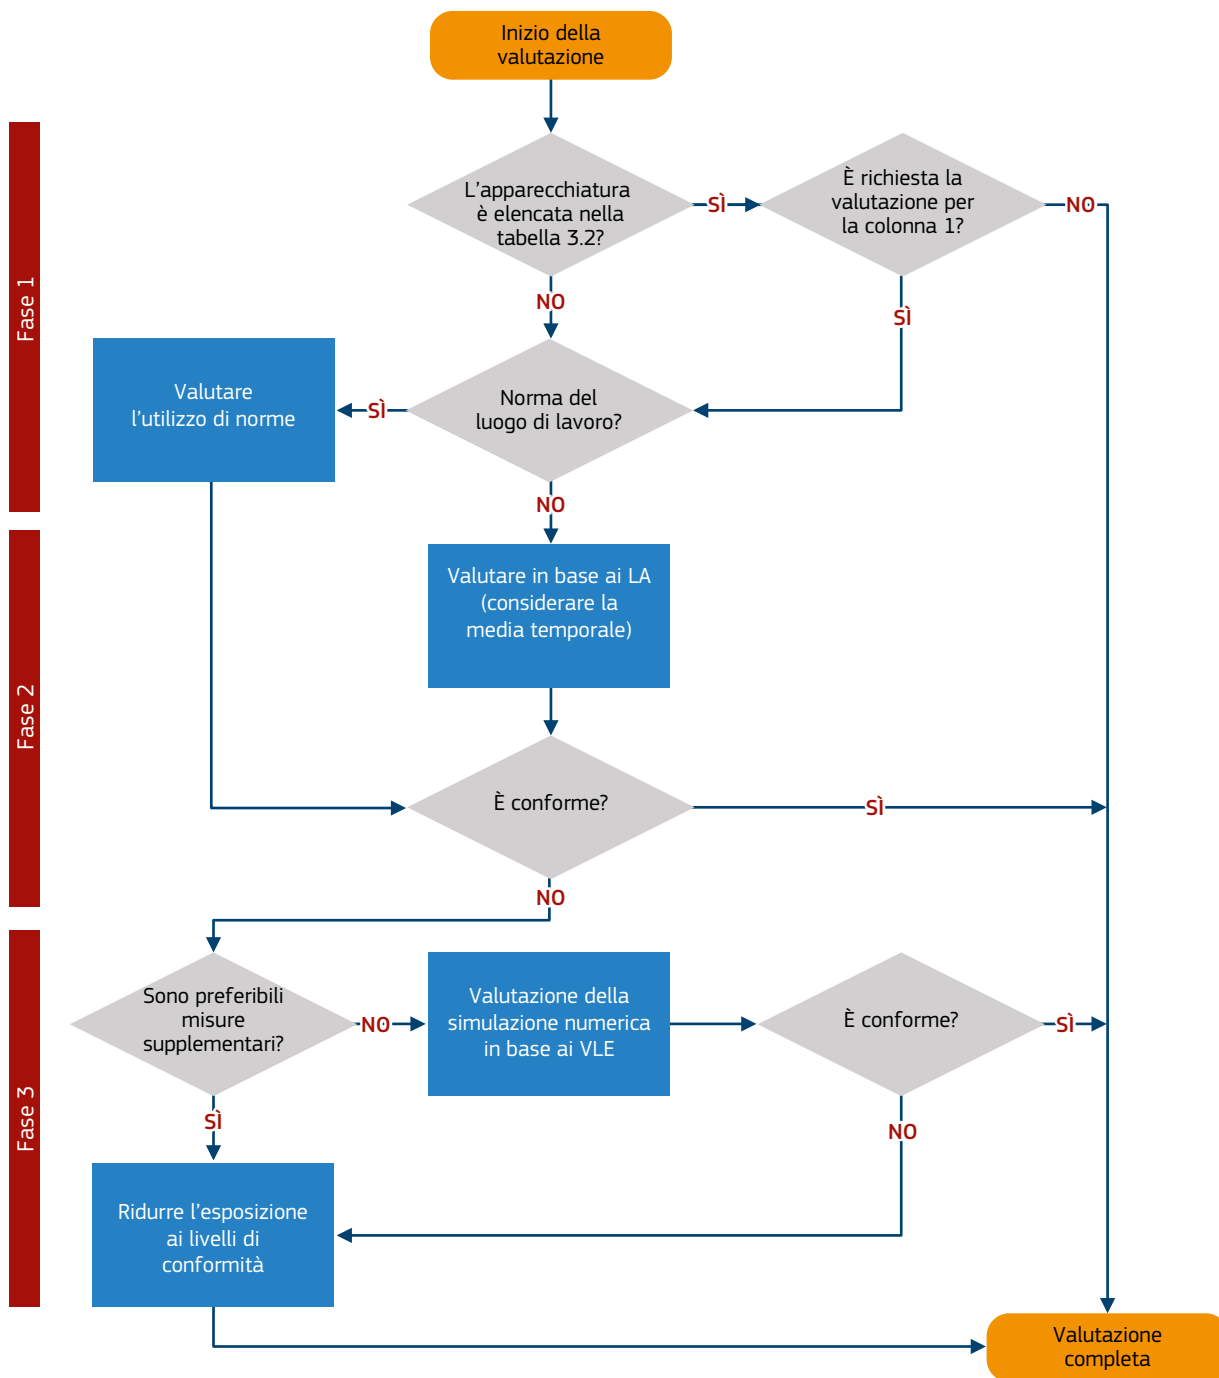 Inizio della
valutazione
Fase 1
L'apparecchiatura
è elencata nella
tabella 3.2?
SÌ
È richiesta la
valutazione per
la colonna 1?
NO
NO
SÌ
Valutare
l'utilizzo di norme
SÌ
Norma del
luogo di lavoro?
NO
Fase 2
Valutare in base ai LA
(considerare la
media temporale)
È conforme?
SÌ
NO
Fase 3
Sono preferibili
misure
supplementari?
NO
Valutazione della
simulazione numerica
in base ai VLE
È conforme?
SÌ
SÌ
NO
Ridurre l'esposizione
ai livelli di
conformità
Valutazione
completa